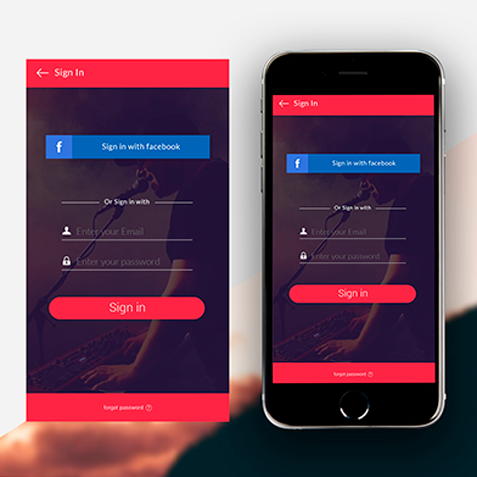 Sign In
f Sign in with facebook
Or Sign in with
Enter your Email
Enter your password
Sign in
forgot password ?
Sign In
f Sign in with facebook
Or Sign in with
Enter your Email
Enter your password
Sign in
forgot password ?